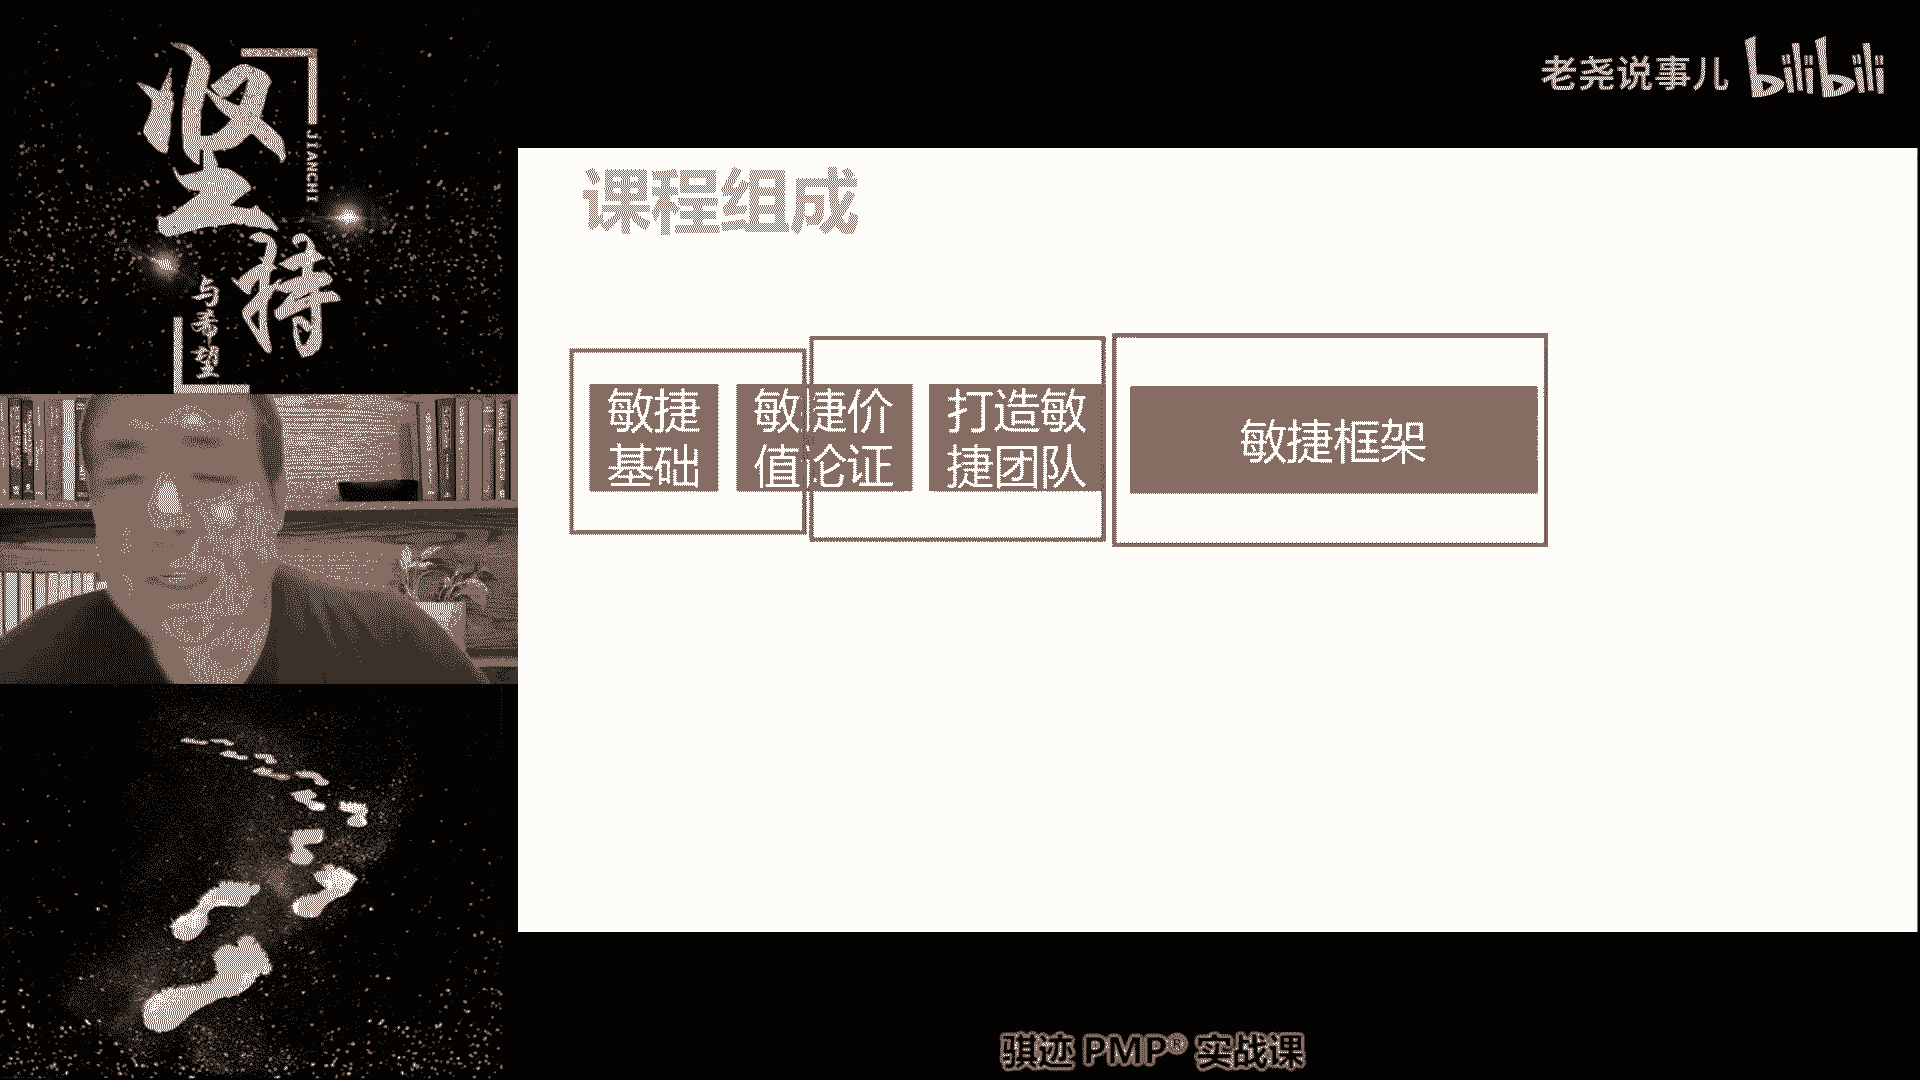 坚持
JIANCHI
与希望
老尧说事儿 bilibili
课程组成
敏捷
基础
敏捷价
值论证
打造敏
捷团队
敏捷框架
骐迹 PMP® 实战课